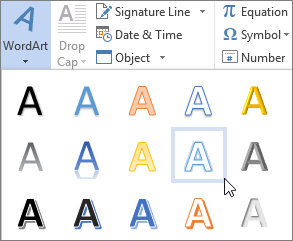 A
WordArt
A
Drop
Cap
Signature Line
Date & Time
Object
π Equation
Ω Symbol
# Number
A A A A A
A A A A A
A A A A A